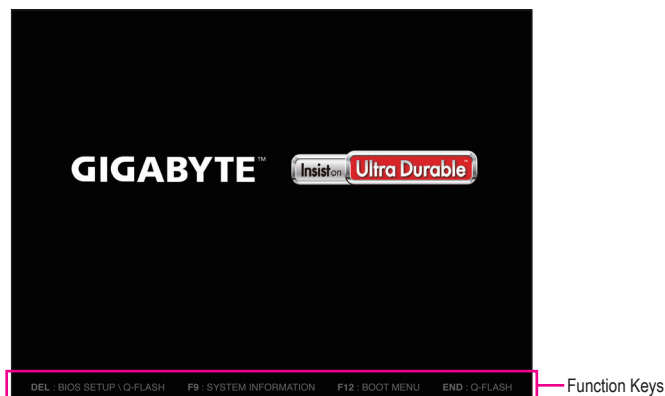 GIGABYTE™ Insist on Ultra Durable™
DEL : BIOS SETUP \ Q-FLASH F9 : SYSTEM INFORMATION F12 : BOOT MENU END : Q-FLASH
Function Keys